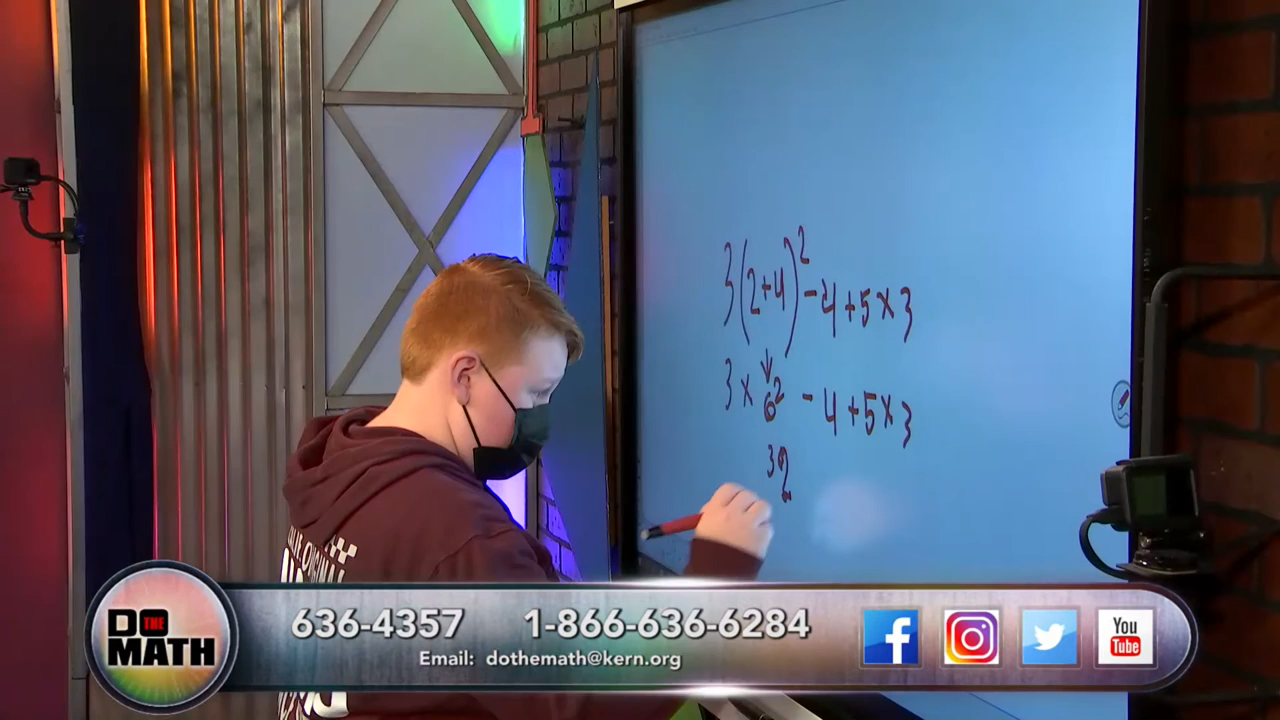 3(2+4)² -4+5×3
3 × 6² -4+5×3
DO THE MATH
636-4357 1-866-636-6284
Email: dothemath@kern.org
You Tube